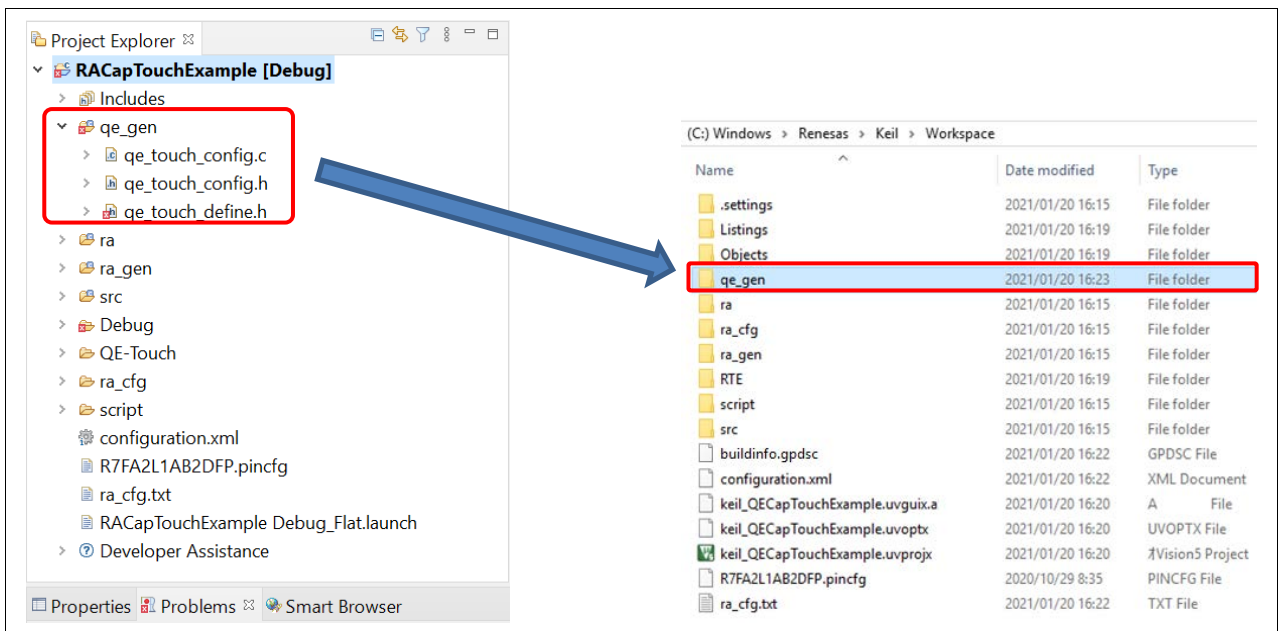 Project Explorer
RACapTouchExample [Debug]
Includes
qe_gen
qe_touch_config.c
qe_touch_config.h
qe_touch_define.h
ra
ra_gen
src
Debug
QE-Touch
ra_cfg
script
configuration.xml
R7FA2L1AB2DFP.pincfg
ra_cfg.txt
RACapTouchExample Debug_Flat.launch
Developer Assistance
Properties Problems Smart Browser
(C:) Windows > Renesas > Keil > Workspace
Name Date modified Type
.settings 2021/01/20 16:15 File folder
Listings 2021/01/20 16:19 File folder
Objects 2021/01/20 16:19 File folder
qe_gen 2021/01/20 16:23 File folder
ra 2021/01/20 16:15 File folder
ra_cfg 2021/01/20 16:15 File folder
ra_gen 2021/01/20 16:15 File folder
RTE 2021/01/20 16:19 File folder
script 2021/01/20 16:15 File folder
src 2021/01/20 16:15 File folder
buildinfo.gpdsc 2021/01/20 16:22 GPDSC File
configuration.xml 2021/01/20 16:22 XML Document
keil_QECapTouchExample.uvguix.a 2021/01/20 16:20 A File
keil_QECapTouchExample.uvoptx 2021/01/20 16:20 UVOPTX File
keil_QECapTouchExample.uvprojx 2021/01/20 16:20 オVision5 Project
R7FA2L1AB2DFP.pincfg 2020/10/29 8:35 PINCFG File
ra_cfg.txt 2021/01/20 16:22 TXT File